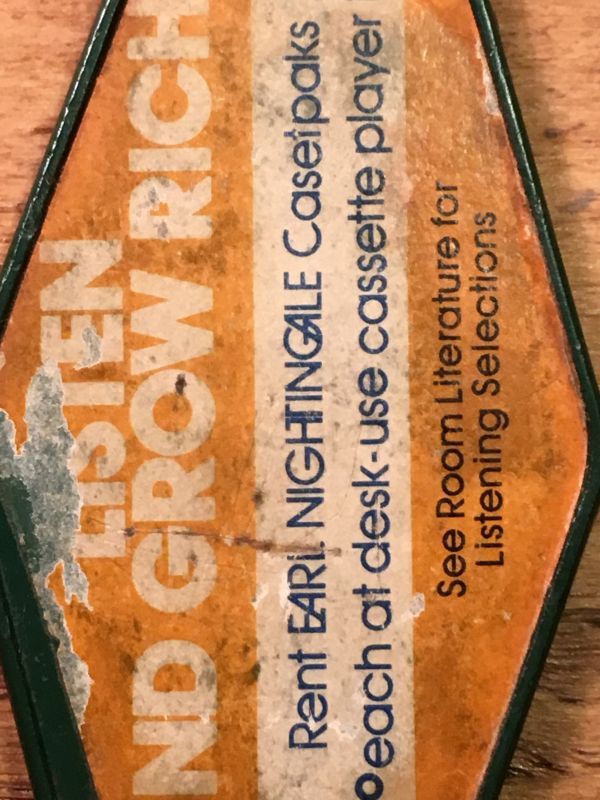 LISTEN
ND GROW RICH
Rent EARL NIGHTINGALE Casetpaks
each at desk-use cassette player
See Room Literature for
Listening Selections